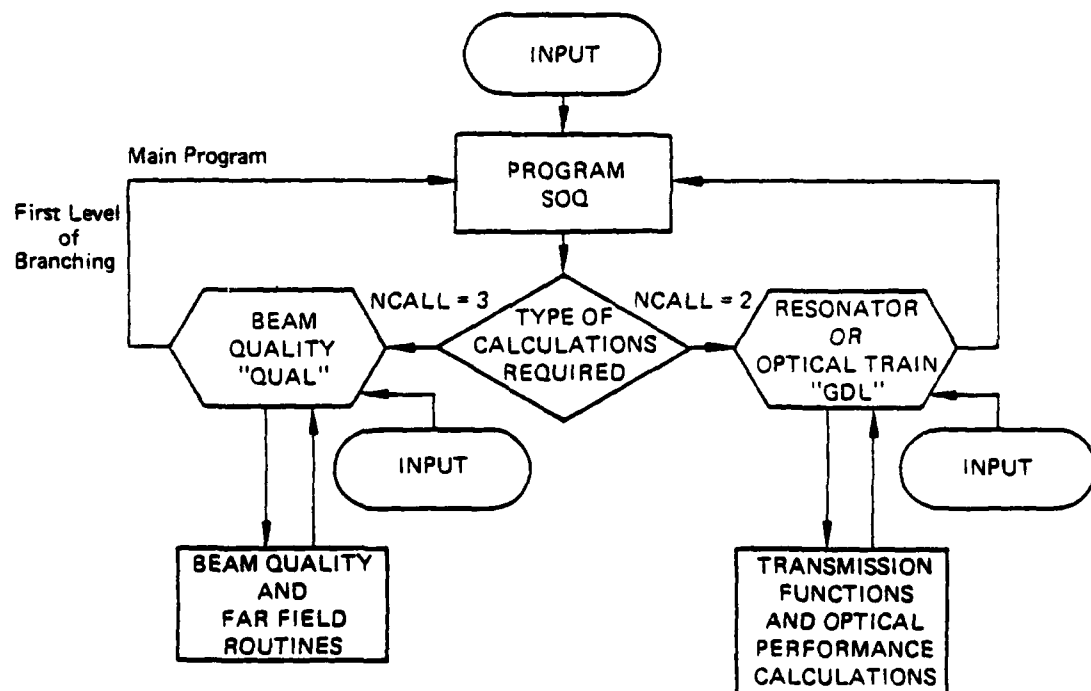 INPUT
Main Program
PROGRAM
SOQ
First Level
of
Branching
NCALL = 3
NCALL = 2
TYPE OF
CALCULATIONS
REQUIRED
BEAM
QUALITY
"QUAL"
RESONATOR
OR
OPTICAL TRAIN
"GDL"
INPUT
INPUT
BEAM QUALITY
AND
FAR FIELD
ROUTINES
TRANSMISSION
FUNCTIONS
AND OPTICAL
PERFORMANCE
CALCULATIONS